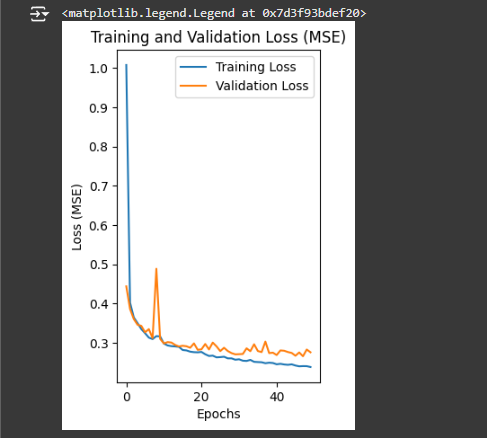 <matplotlib.legend.Legend at 0x7d3f93bdef20>
Training and Validation Loss (MSE)
Training Loss
Validation Loss
1.0
0.9
0.8
0.7
0.6
0.5
0.4
0.3
Loss (MSE)
0 20 40
Epochs